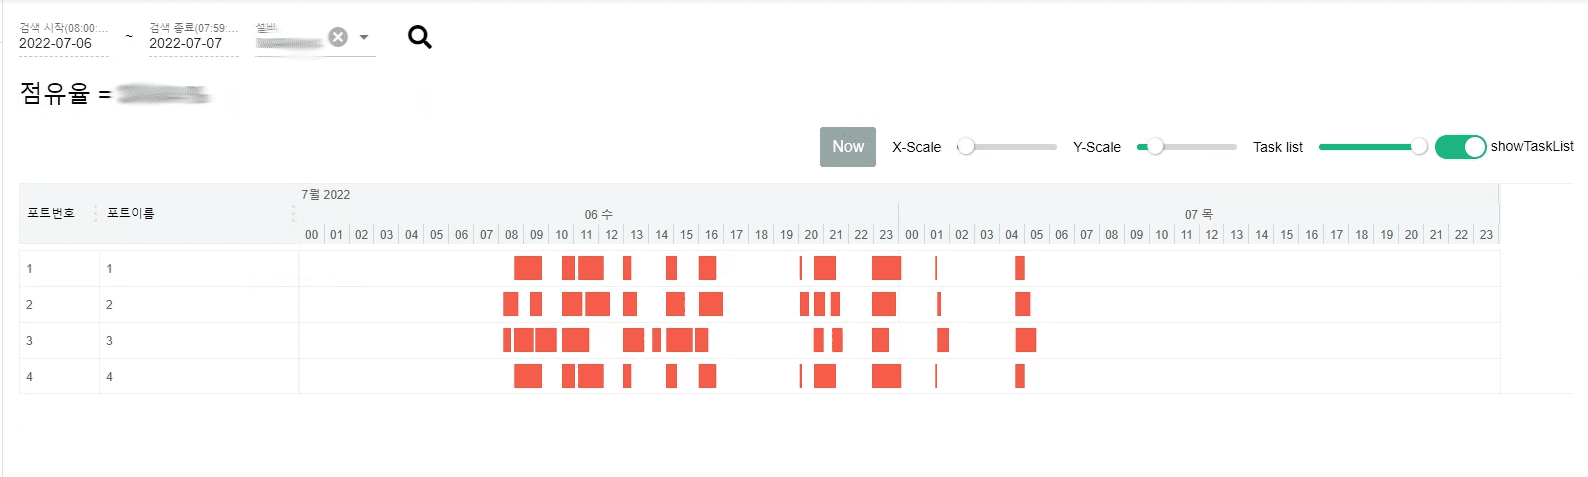 검색 시작(08:00:... 검색 종료(07:59:... 설비
2022-07-06 ~ 2022-07-07
점유율 =
Now X-Scale Y-Scale Task list showTaskList
7월 2022
포트번호 포트이름 06 수 07 목
00 01 02 03 04 05 06 07 08 09 10 11 12 13 14 15 16 17 18 19 20 21 22 23 00 01 02 03 04 05 06 07 08 09 10 11 12 13 14 15 16 17 18 19 20 21 22 23
1 1
2 2
3 3
4 4